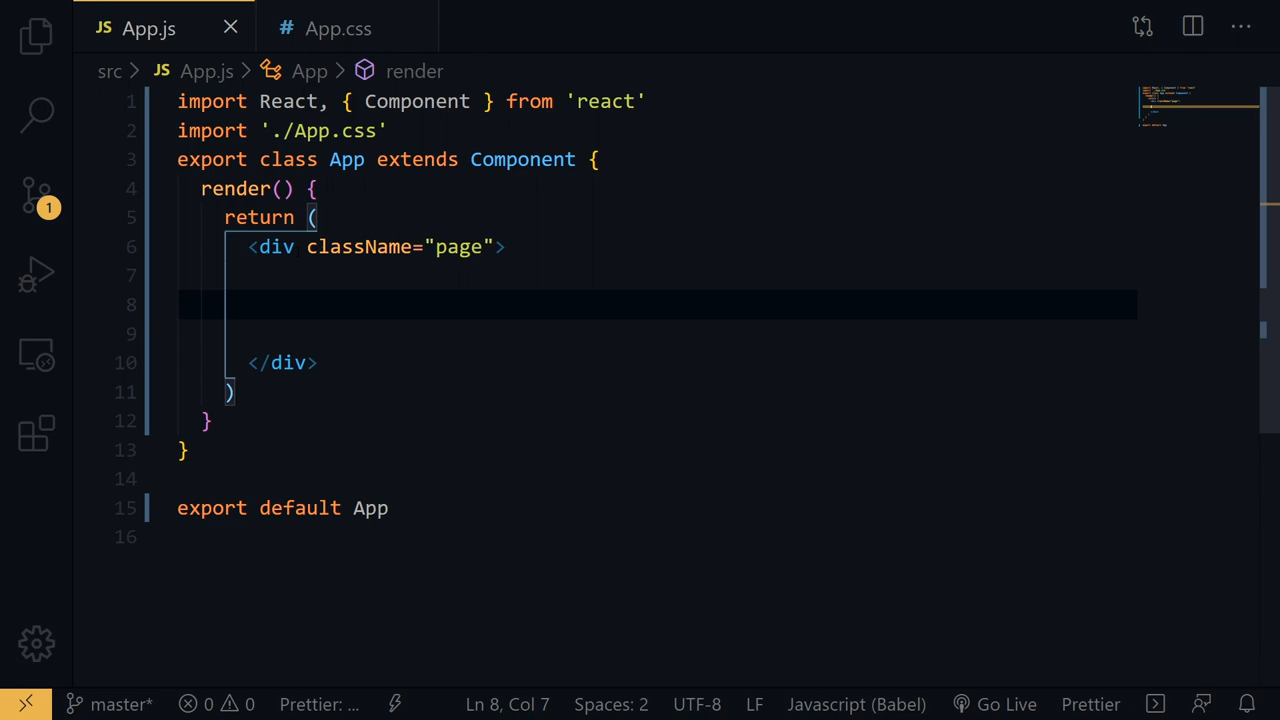 JS App.js
# App.css
src > JS App.js > App > render
1 import React, { Component } from 'react'
2 import './App.css'
3 export class App extends Component {
4 render() {
5 return (
6 <div className="page">
7
8
9
10 </div>
11 )
12 }
13 }
14
15 export default App
16
1
master* 0 0 Prettier: ... Ln 8, Col 7 Spaces: 2 UTF-8 LF Javascript (Babel) Go Live Prettier